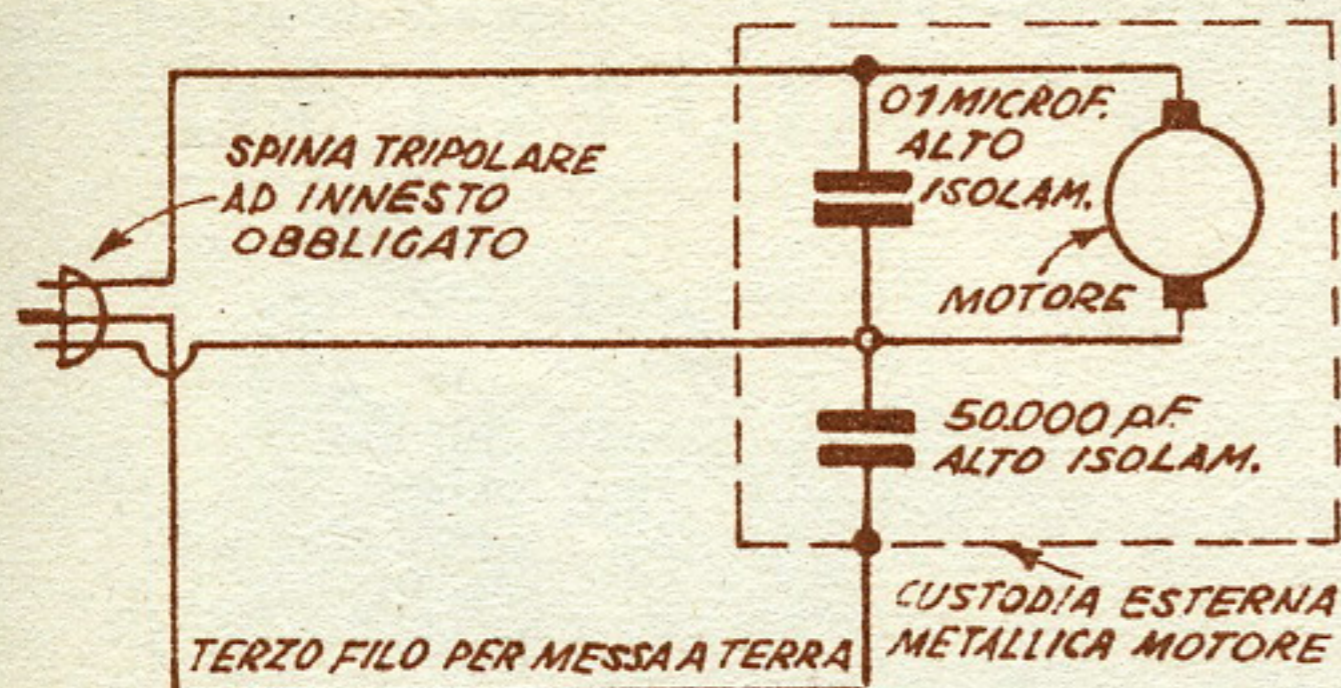 SPINA TRIPOLARE
AD INNESTO
OBBLIGATO
01 MICROF.
ALTO
ISOLAM.
MOTORE
50.000 pF.
ALTO ISOLAM.
CUSTODIA ESTERNA
METALLICA MOTORE
TERZO FILO PER MESSA A TERRA